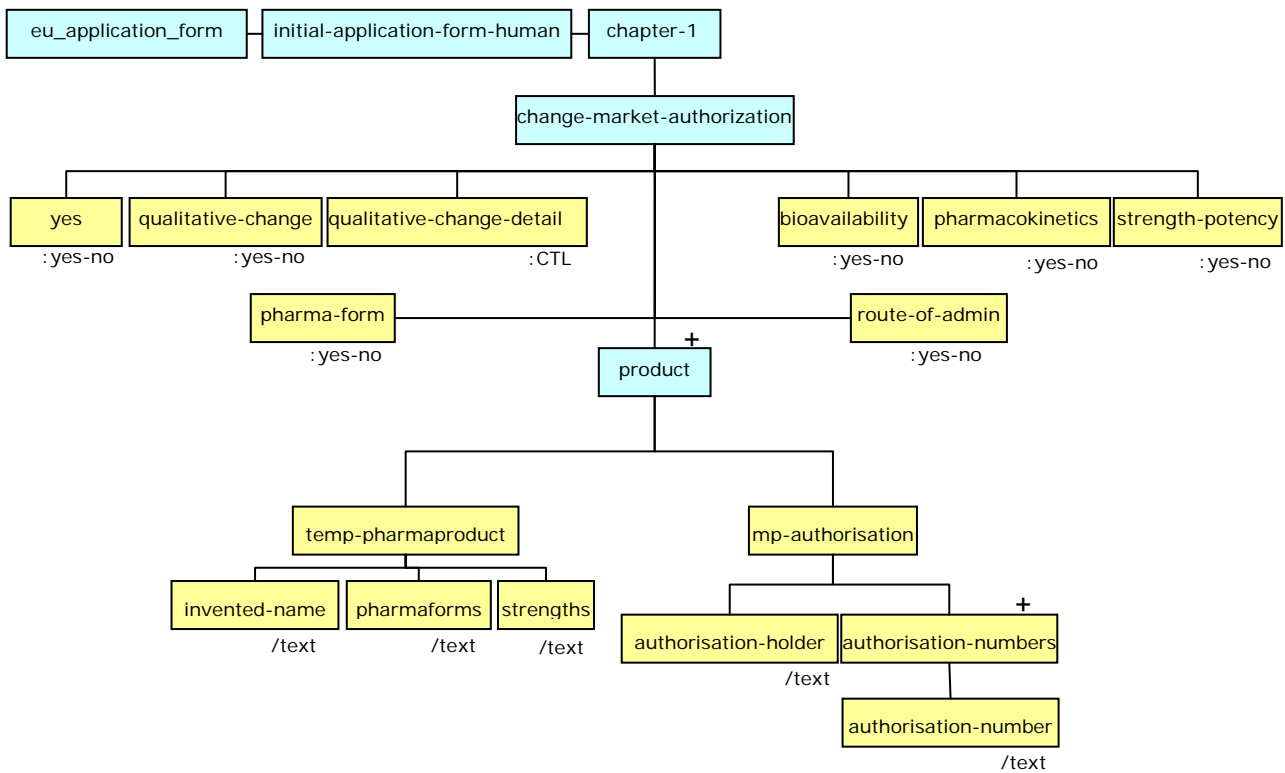 eu_application_form
initial-application-form-human
chapter-1
change-market-authorization
yes
qualitative-change
qualitative-change-detail
bioavailability
pharmacokinetics
strength-potency
:yes-no
:yes-no
:CTL
:yes-no
:yes-no
:yes-no
pharma-form
route-of-admin
:yes-no
:yes-no
+
product
temp-pharmaproduct
mp-authorisation
invented-name
pharmaforms
strengths
/text
/text
/text
+
authorisation-holder
authorisation-numbers
/text
authorisation-number
/text